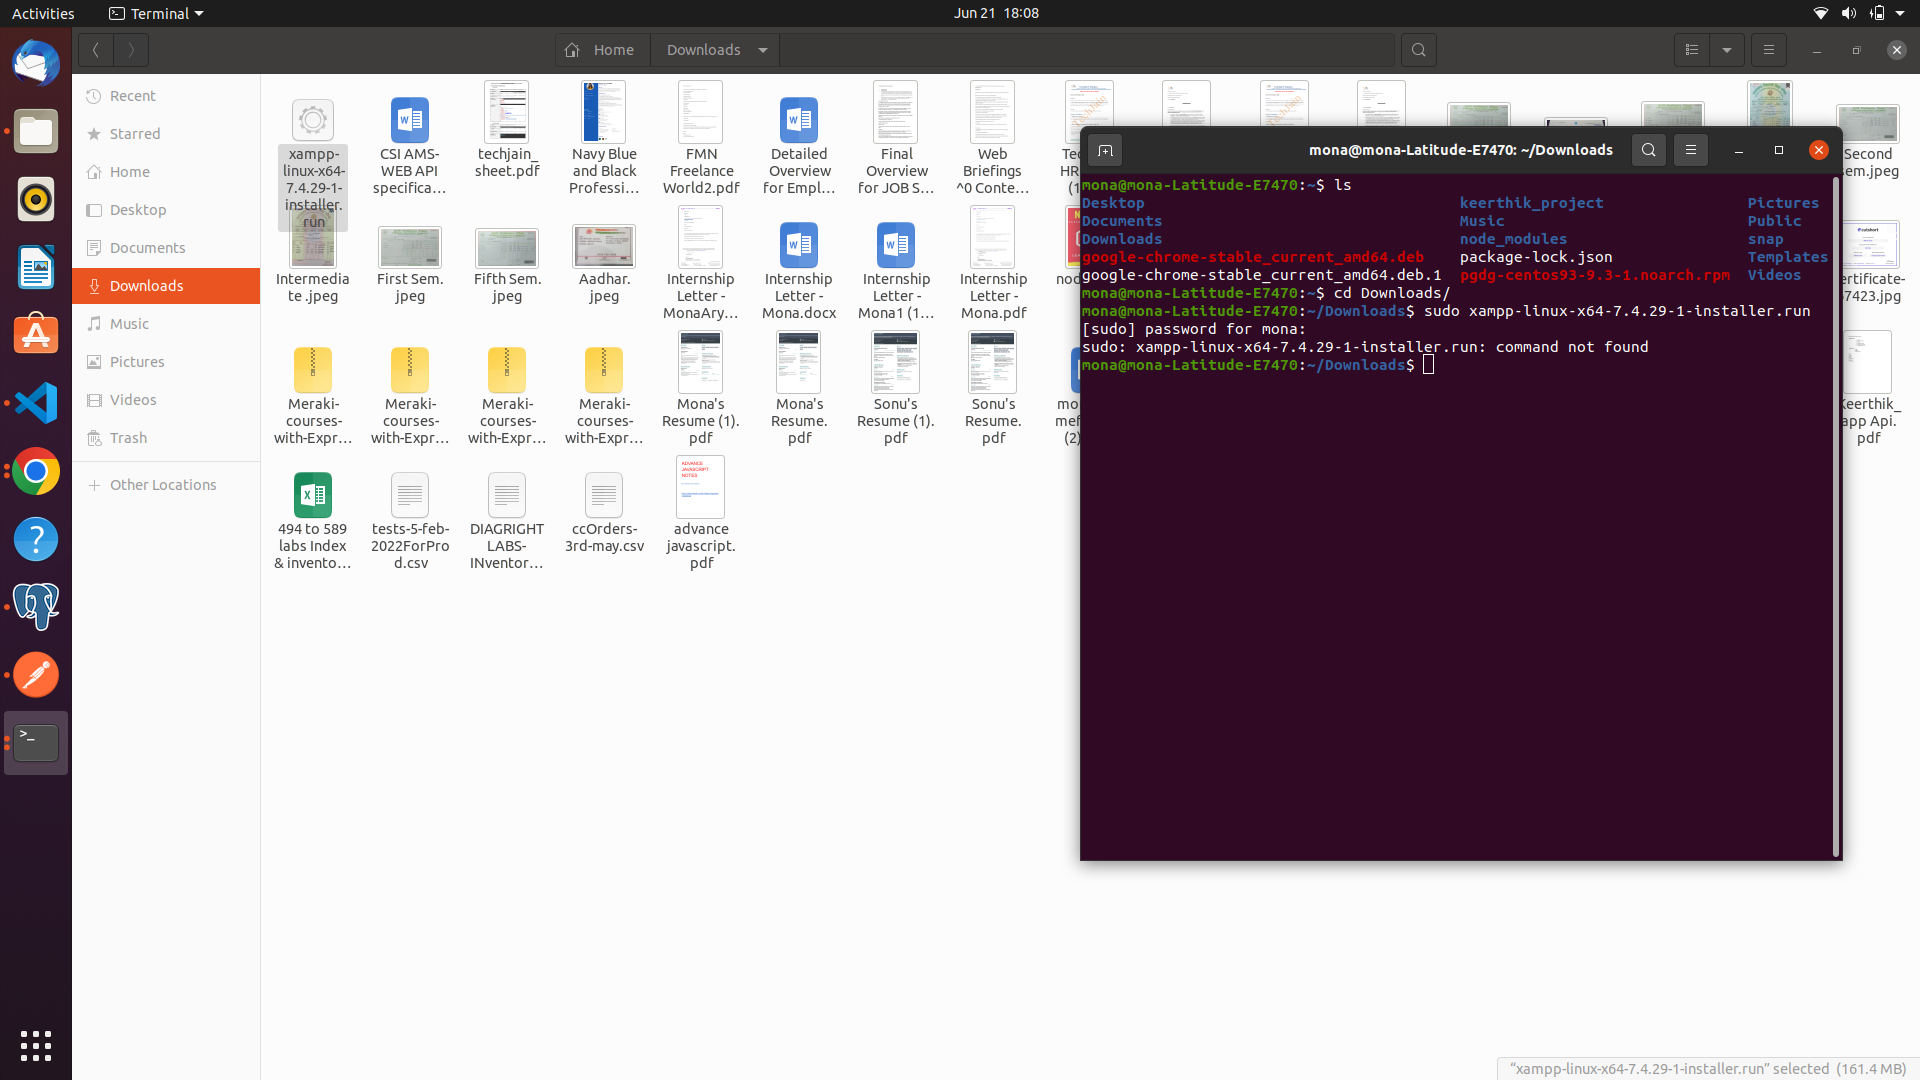 Activities
Terminal
Jun 21 18:08
Home
Downloads
Recent
Starred
Home
Desktop
Documents
Downloads
Music
Pictures
Videos
Trash
Other Locations
xampp-
linux-x64-
7.4.29-1-
installer.
run
CSI AMS-
WEB API
specifica...
techjain_
sheet.pdf
Navy Blue
and Black
Professi...
FMN
Freelance
World2.pdf
Detailed
Overview
for Empl...
Final
Overview
for JOB S...
Web
Briefings
^0 Conte...
Second
sem.jpeg
Intermedia
te .jpeg
First Sem.
jpeg
Fifth Sem.
jpeg
Aadhar.
jpeg
Internship
Letter -
MonaAry...
Internship
Letter -
Mona.docx
Internship
Letter -
Mona1 (1...
Internship
Letter -
Mona.pdf
ertificate-
7423.jpg
Meraki-
courses-
with-Expr...
Meraki-
courses-
with-Expr...
Meraki-
courses-
with-Expr...
Meraki-
courses-
with-Expr...
Mona's
Resume (1).
pdf
Mona's
Resume.
pdf
Sonu's
Resume (1).
pdf
Sonu's
Resume.
pdf
Keerthik_
app Api.
pdf
494 to 589
labs Index
& invento...
tests-5-feb-
2022ForPro
d.csv
DIAGRIGHT
LABS-
INventor...
ccOrders-
3rd-may.csv
ADVANCE
JAVASCRIPT
NOTES
advance
javascript.
pdf
mona@mona-Latitude-E7470: ~/Downloads
mona@mona-Latitude-E7470:~$ ls
Desktop keerthik_project Pictures
Documents Music Public
Downloads node_modules snap
google-chrome-stable_current_amd64.deb package-lock.json Templates
google-chrome-stable_current_amd64.deb.1 pgdg-centos93-9.3-1.noarch.rpm Videos
mona@mona-Latitude-E7470:~$ cd Downloads/
mona@mona-Latitude-E7470:~/Downloads$ sudo xampp-linux-x64-7.4.29-1-installer.run
[sudo] password for mona:
sudo: xampp-linux-x64-7.4.29-1-installer.run: command not found
mona@mona-Latitude-E7470:~/Downloads$
"xampp-linux-x64-7.4.29-1-installer.run" selected (161.4 MB)